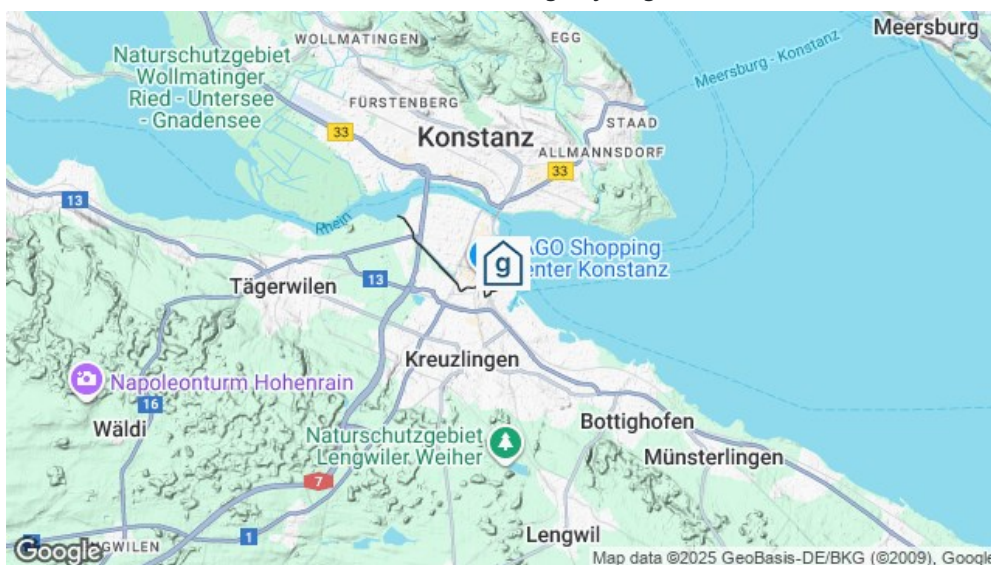 Meersburg
WOLLMATINGEN
EGG
Naturschutzgebiet
Wollmatinger
Ried - Untersee
- Gnadensee
Meersburg - Konstanz
FÜRSTENBERG
33
Konstanz
STAAD
ALLMANNSDORF
33
13
Rhein
AGO Shopping
enter Konstanz
g
13
Tägerwilen
Kreuzlingen
Napoleonturm Hohenrain
16
Wäldi
Bottighofen
Naturschutzgebiet
Lengwiler Weiher
Münsterlingen
7
1
Lengwil
GWILEN
Google
Map data ©2025 GeoBasis-DE/BKG (©2009), Google